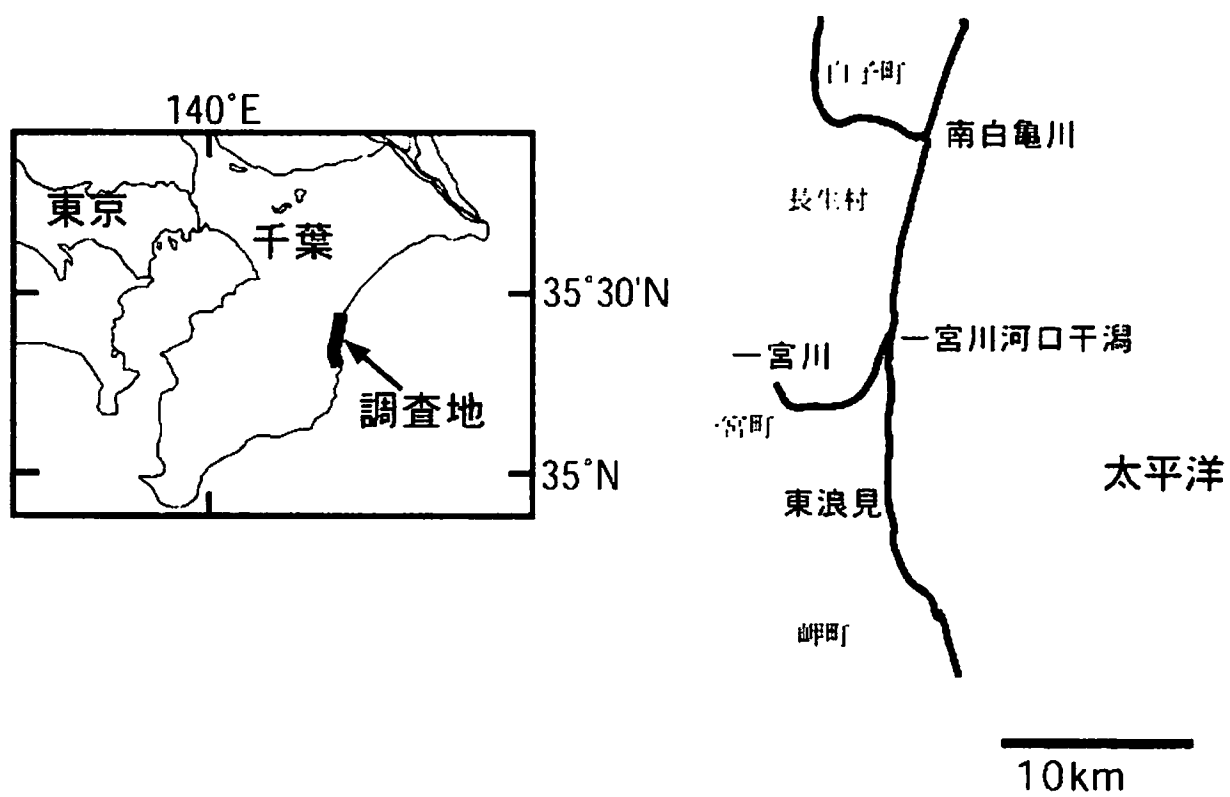 140°E
東京
千葉
35°30'N
調査地
35°N
白子町
南白亀川
長生村
一宮川河口干潟
一宮川
一宮町
東浪見
太平洋
岬町
10km